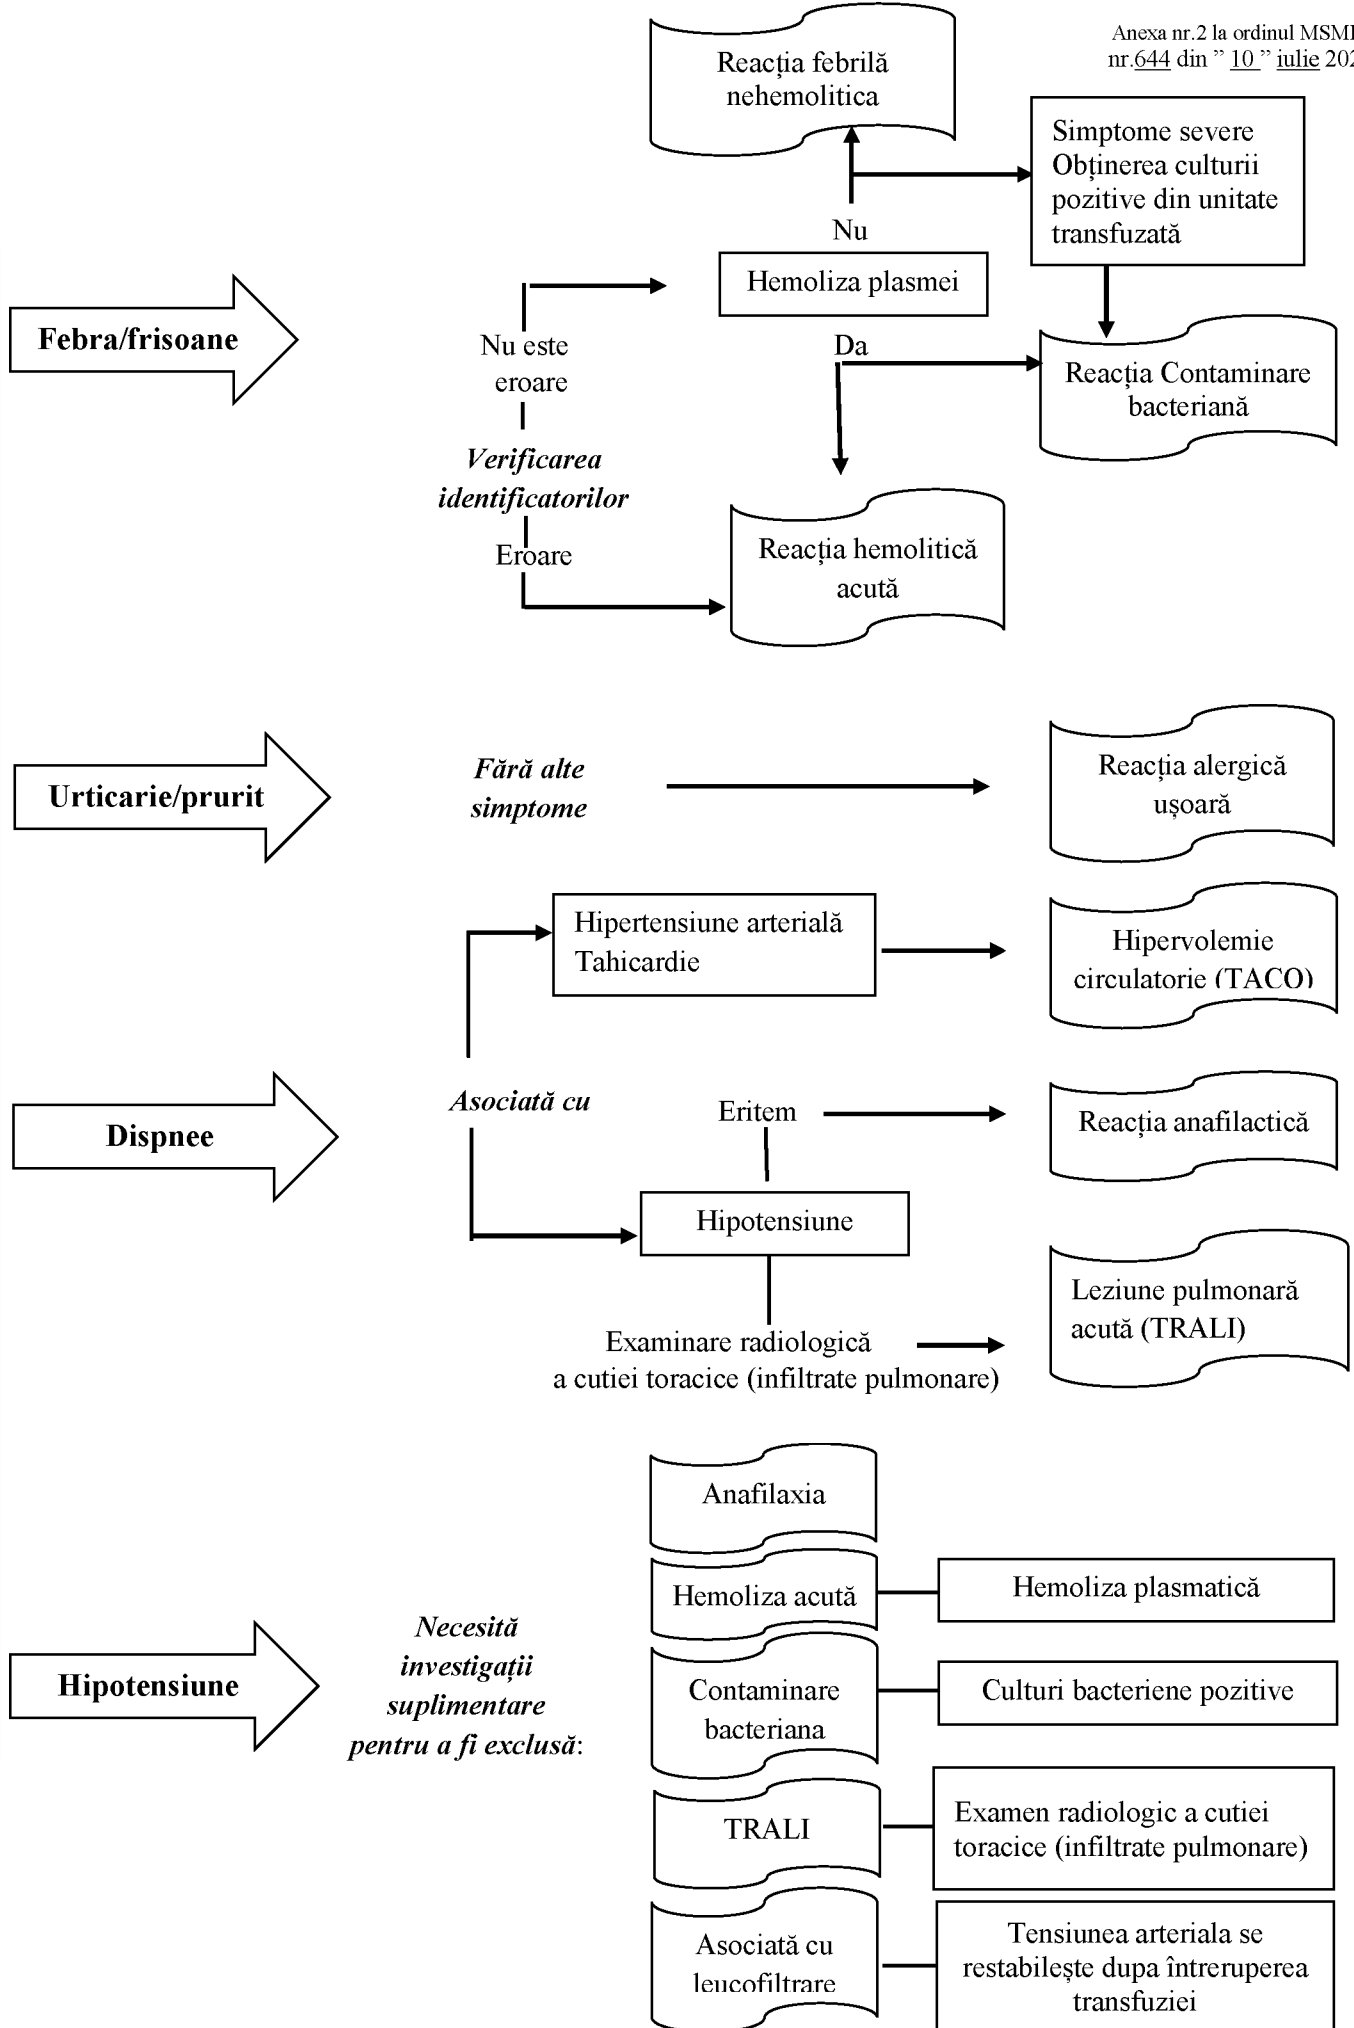 Anexa nr.2 la ordinul
nr.644 din ” 10 ” iulie
Reacția febrilă
nehemolitica
Simptome severe
Obținerea culturii
pozitive din unitate
transfuzată
Nu
Hemoliza plasmei
Febra/frisoane
Nu este
eroare
Da
Reacția Contaminare
bacteriană
Verificarea
identificatorilor
Eroare
Reacția hemolitică
acută
Urticarie/prurit
Fără alte
simptome
Reacția alergică
ușoară
Hipertensiune arterială
Tahicardie
Hipervolemie
circulatorie (TACO)
Dispnee
Asociată cu
Eritem
Reacția anafilactică
Hipotensiune
Leziune pulmonară
acută (TRALI)
Examinare radiologică
a cutiei toracice (infiltrate pulmonare)
Anafilaxia
Hemoliza acută
Hemoliza plasmatică
Hipotensiune
Necesită
investigații
suplimentare
pentru a fi exclusă:
Contaminare
bacteriana
Culturi bacteriene pozitive
TRALI
Examen radiologic a cutiei
toracice (infiltrate pulmonare)
Asociată cu
leucofiltrare
Tensiunea arteriala se
restabilește dupa întreruperea
transfuziei